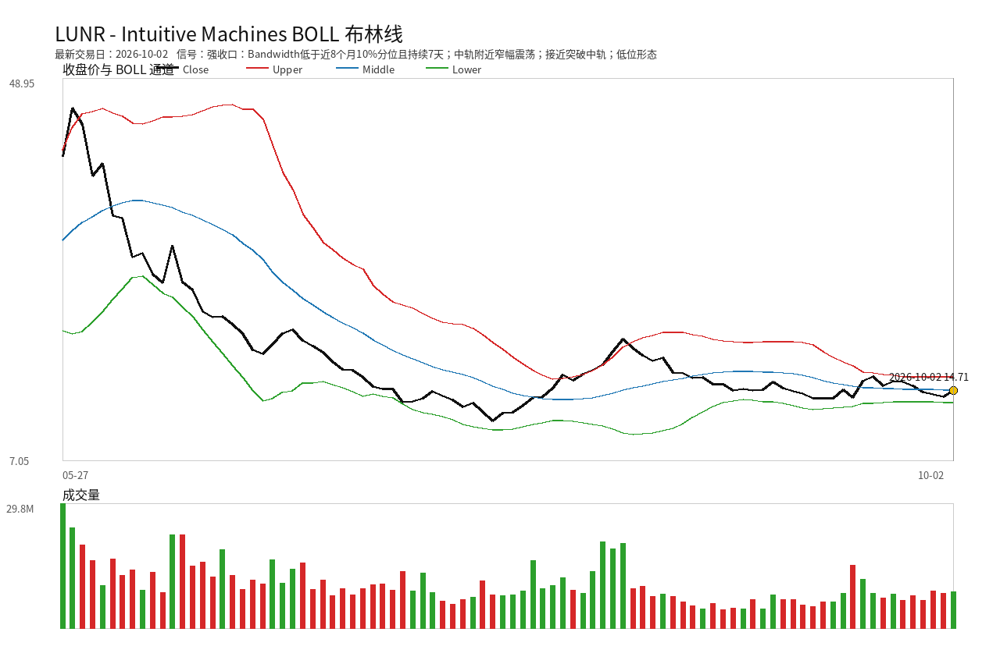 LUNR - Intuitive Machines BOLL 布林线
最新交易日：2026-10-02 信号：强收口：Bandwidth低于近8个月10%分位且持续7天；中轨附近窄幅震荡；接近突破中轨；低位形态
收盘价与 BOLL 通道 Close Upper Middle Lower
48.95
2026-10-02 14.71
7.05
05-27 10-02
成交量
29.8M